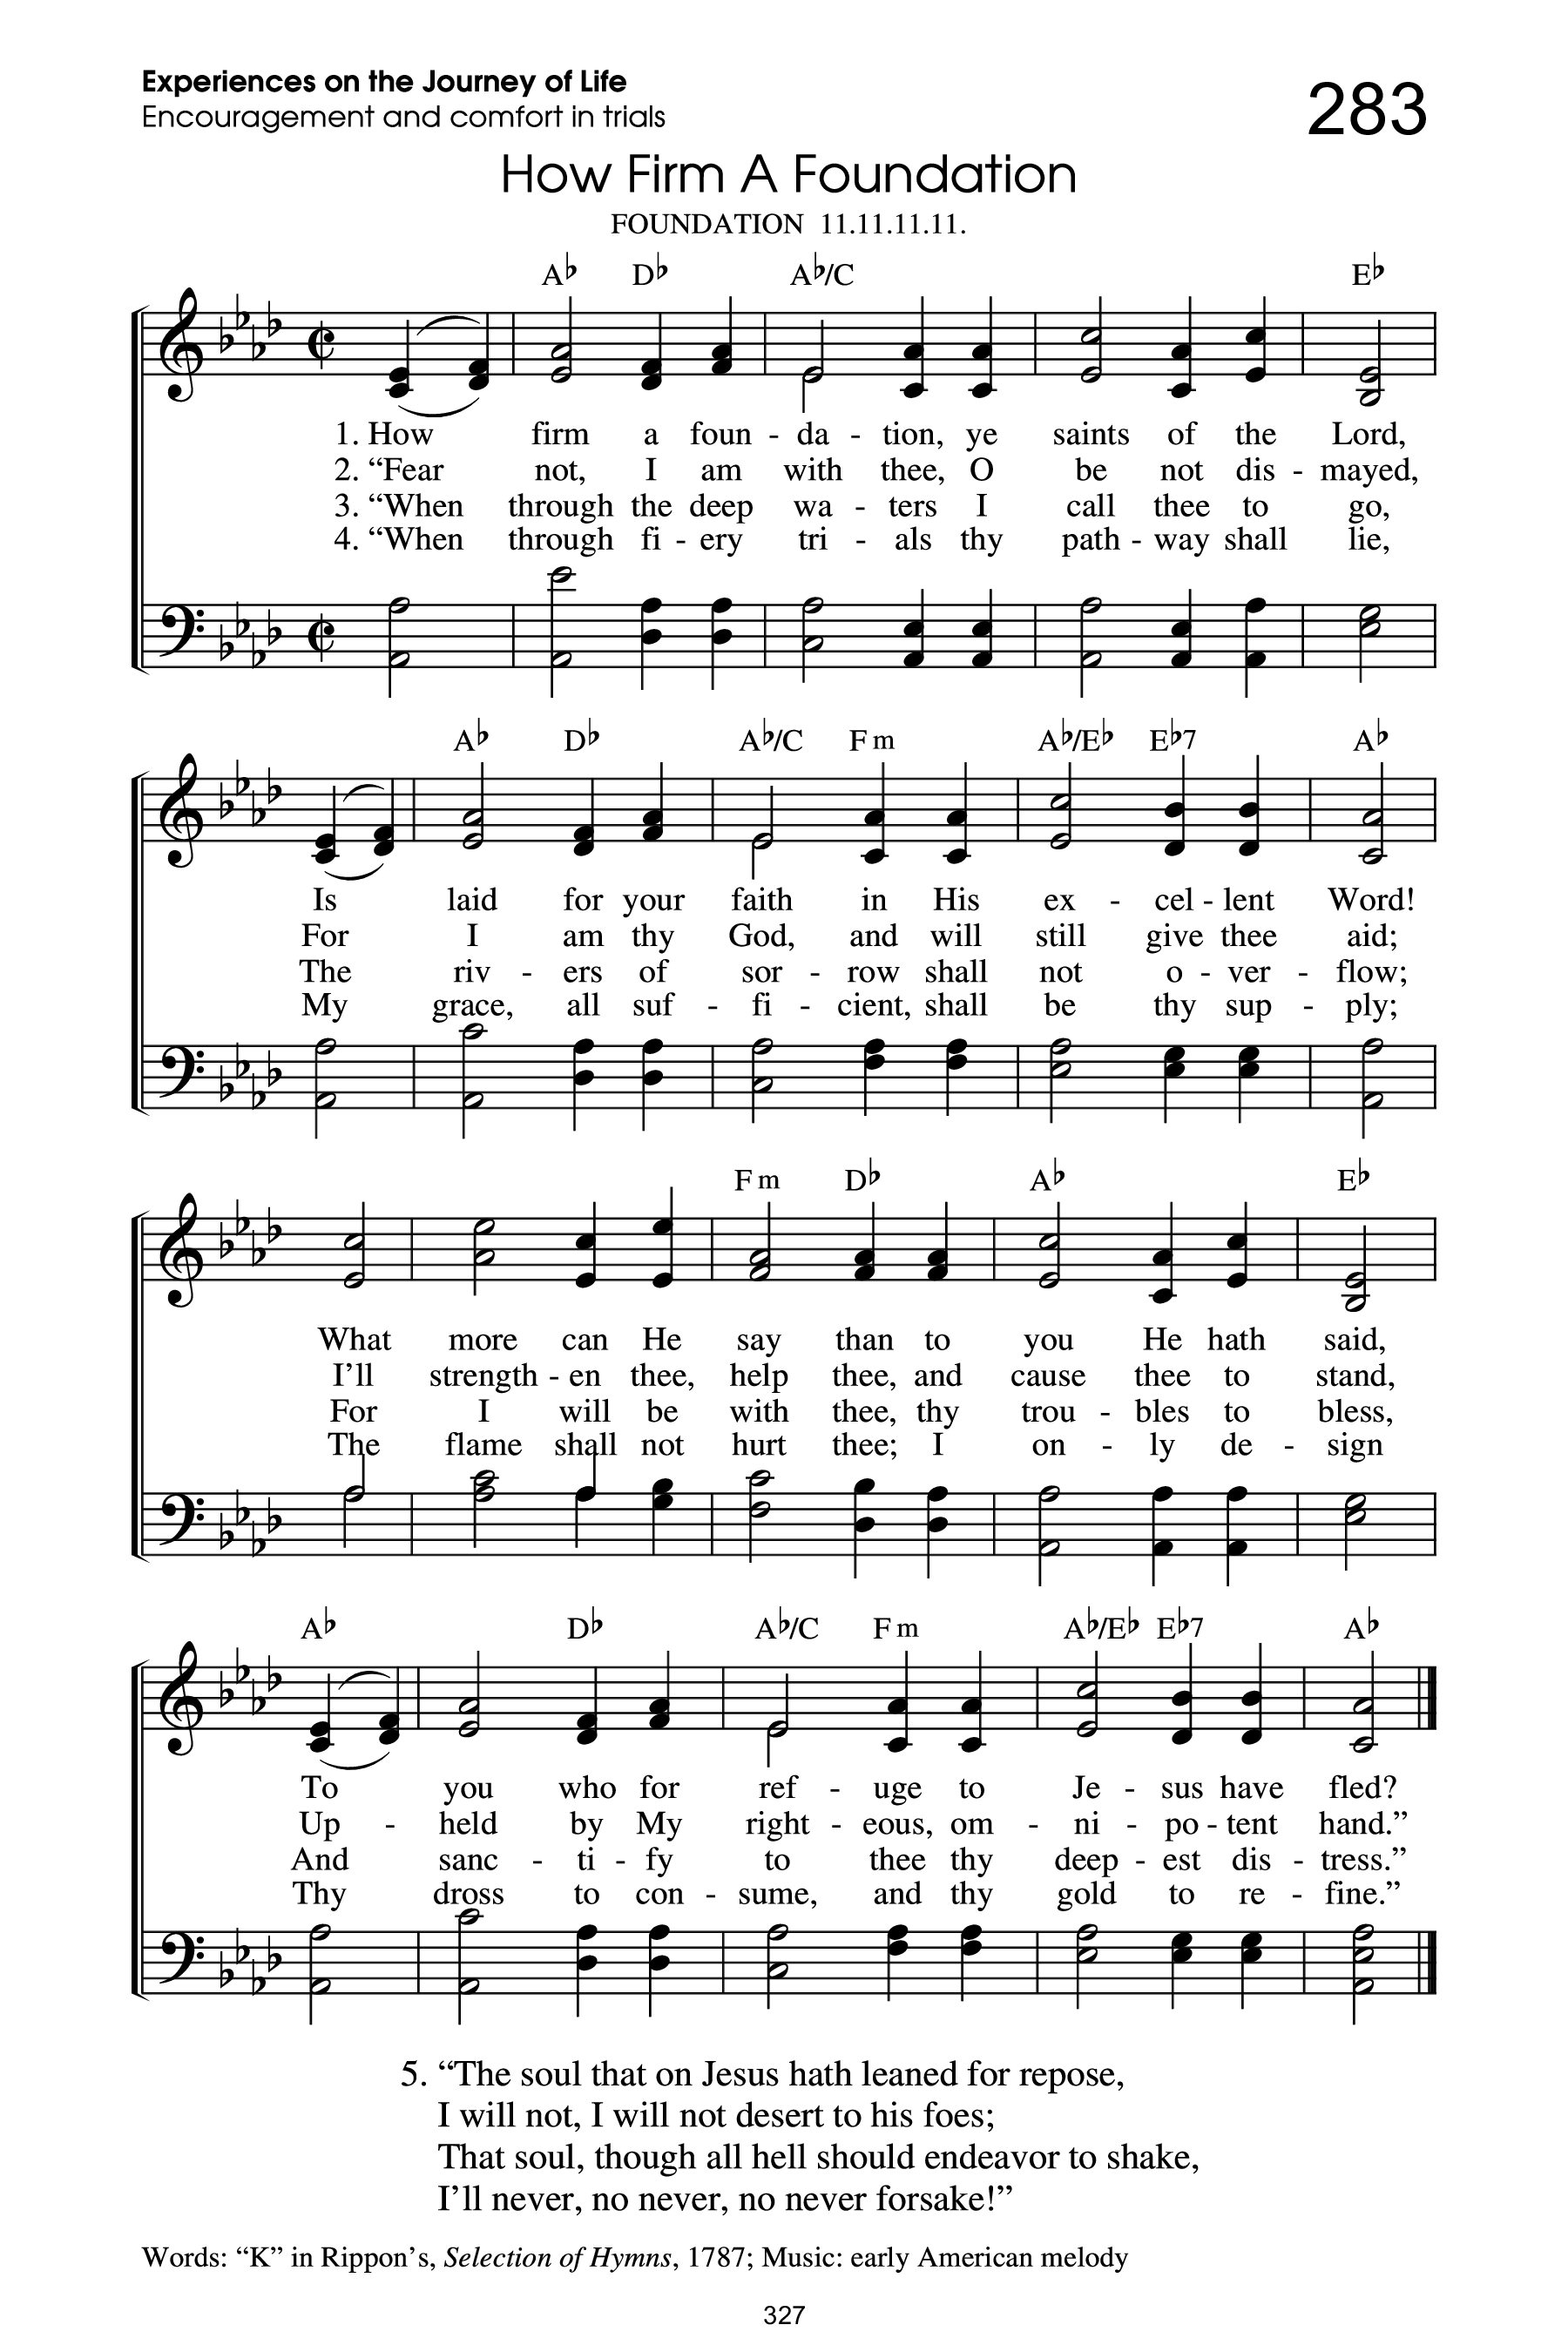 Experiences on the Journey of Life
Encouragement and comfort in trials
283
How Firm A Foundation
FOUNDATION 11.11.11.11.
A♭ D♭ A♭/C E♭
1. How firm a foun - da - tion, ye saints of the Lord,
2. “Fear not, I am with thee, O be not dis - mayed,
3. “When through the deep wa - ters I call thee to go,
4. “When through fi - ery tri - als thy path - way shall lie,
A♭ D♭ A♭/C F m A♭/E♭ E♭7 A♭
Is laid for your faith in His ex - cel - lent Word!
For I am thy God, and will still give thee aid;
The riv - ers of sor - row shall not o - ver - flow;
My grace, all suf - fi - cient, shall be thy sup - ply;
F m D♭ A♭ E♭
What more can He say than to you He hath said,
I’ll strength - en thee, help thee, and cause thee to stand,
For I will be with thee, thy trou - bles to bless,
The flame shall not hurt thee; I on - ly de - sign
A♭ D♭ A♭/C F m A♭/E♭ E♭7 A♭
To you who for ref - uge to Je - sus have fled?
Up - held by My right - eous, om - ni - po - tent hand.”
And sanc - ti - fy to thee thy deep - est dis - tress.”
Thy dross to con - sume, and thy gold to re - fine.”
5. “The soul that on Jesus hath leaned for repose,
I will not, I will not desert to his foes;
That soul, though all hell should endeavor to shake,
I’ll never, no never, no never forsake!”
Words: “K” in Rippon’s, Selection of Hymns, 1787; Music: early American melody
327